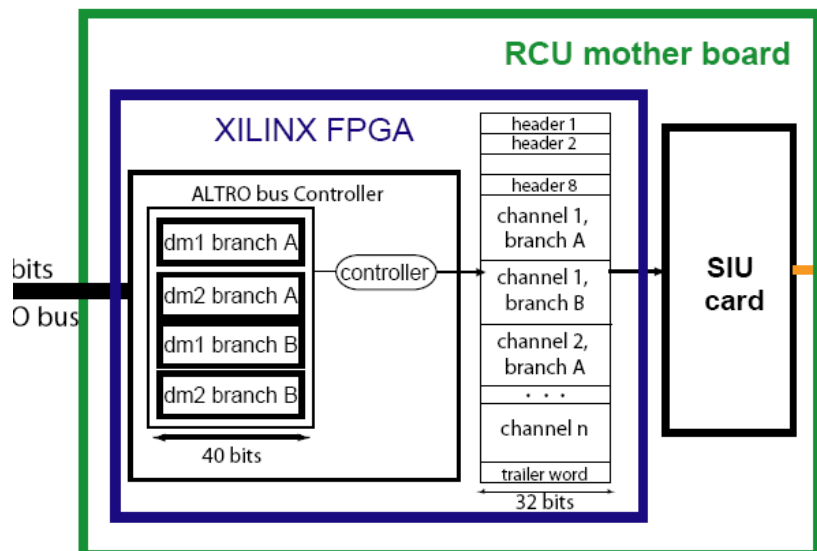 RCU mother board
XILINX FPGA
ALTRO bus Controller
dm1 branch A
dm2 branch A
dm1 branch B
dm2 branch B
40 bits
bits
O bus
controller
header 1
header 2
header 8
channel 1,
branch A
channel 1,
branch B
channel 2,
branch A
. . .
channel n
trailer word
32 bits
SIU
card